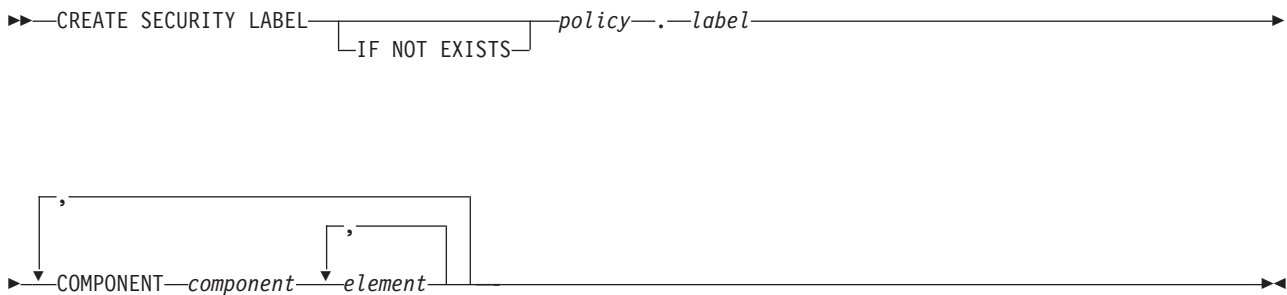 CREATE SECURITY LABEL policy . label
IF NOT EXISTS
,
,
COMPONENT component element